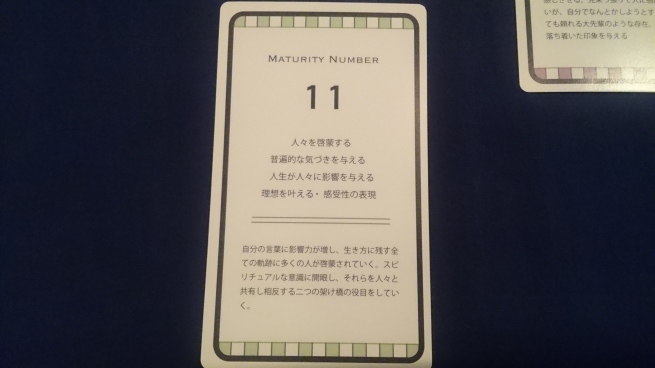 MATURITY NUMBER
11
人々を啓蒙する
普遍的な気づきを与える
人生が人々に影響を与える
理想を叶える・感受性の表現
自分の言葉に影響力が増し、生き方に残す全
ての軌跡に多くの人が啓蒙されていく。スピ
リチュアルな意識に開眼し、それらを人々と
共有し相反する二つの架け橋の役目をしてい
く。
いが、自分でなんとかしようとす
ても頼れる大先輩のような存在。
落ち着いた印象を与える